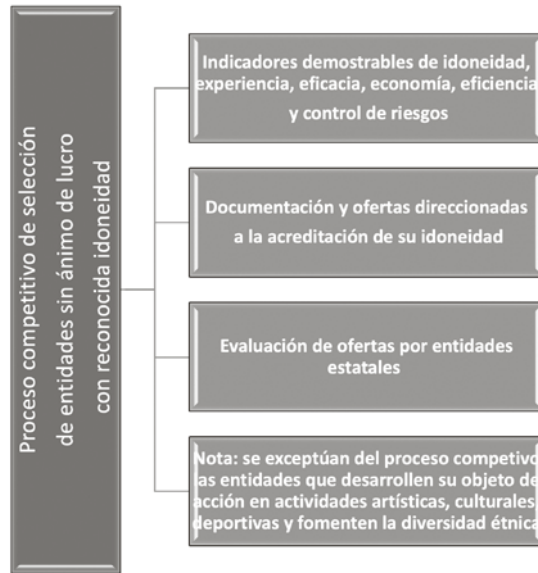 Proceso competitivo de selección
de entidades sin ánimo de lucro
con reconocida idoneidad
Indicadores demostrables de idoneidad,
experiencia, eficacia, economía, eficiencia
y control de riesgos
Documentación y ofertas direccionadas
a la acreditación de su idoneidad
Evaluación de ofertas por entidades
estatales
Nota: se exceptúan del proceso competivo
las entidades que desarrollen su objeto de
acción en actividades artísticas, culturales
deportivas y fomenten la diversidad étnica